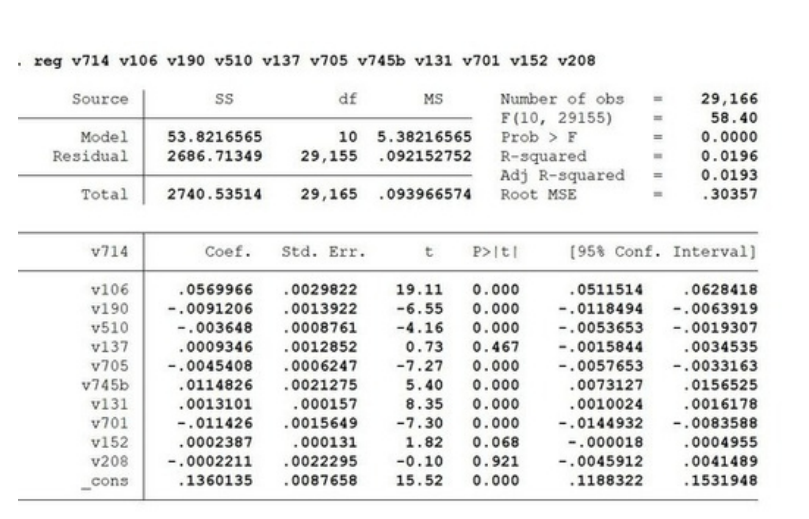 . reg v714 v106 v190 v510 v137 v705 v745b v131 v701 v152 v208
Source SS df MS Number of obs = 29,166
F(10, 29155) = 58.40
Model 53.8216565 10 5.38216565 Prob > F = 0.0000
Residual 2686.71349 29,155 .092152752 R-squared = 0.0196
Adj R-squared = 0.0193
Total 2740.53514 29,165 .093966574 Root MSE = .30357
v714 Coef. Std. Err. t P>|t| [95% Conf. Interval]
v106 .0569966 .0029822 19.11 0.000 .0511514 .0628418
v190 -.0091206 .0013922 -6.55 0.000 -.0118494 -.0063919
v510 -.003648 .0008761 -4.16 0.000 -.0053653 -.0019307
v137 .0009346 .0012852 0.73 0.467 -.0015844 .0034535
v705 -.0045408 .0006247 -7.27 0.000 -.0057653 -.0033163
v745b .0114826 .0021275 5.40 0.000 .0073127 .0156525
v131 .0013101 .000157 8.35 0.000 .0010024 .0016178
v701 -.011426 .0015649 -7.30 0.000 -.0144932 -.0083588
v152 .0002387 .000131 1.82 0.068 -.000018 .0004955
v208 -.0002211 .0022295 -0.10 0.921 -.0045912 .0041489
_cons .1360135 .0087658 15.52 0.000 .1188322 .1531948